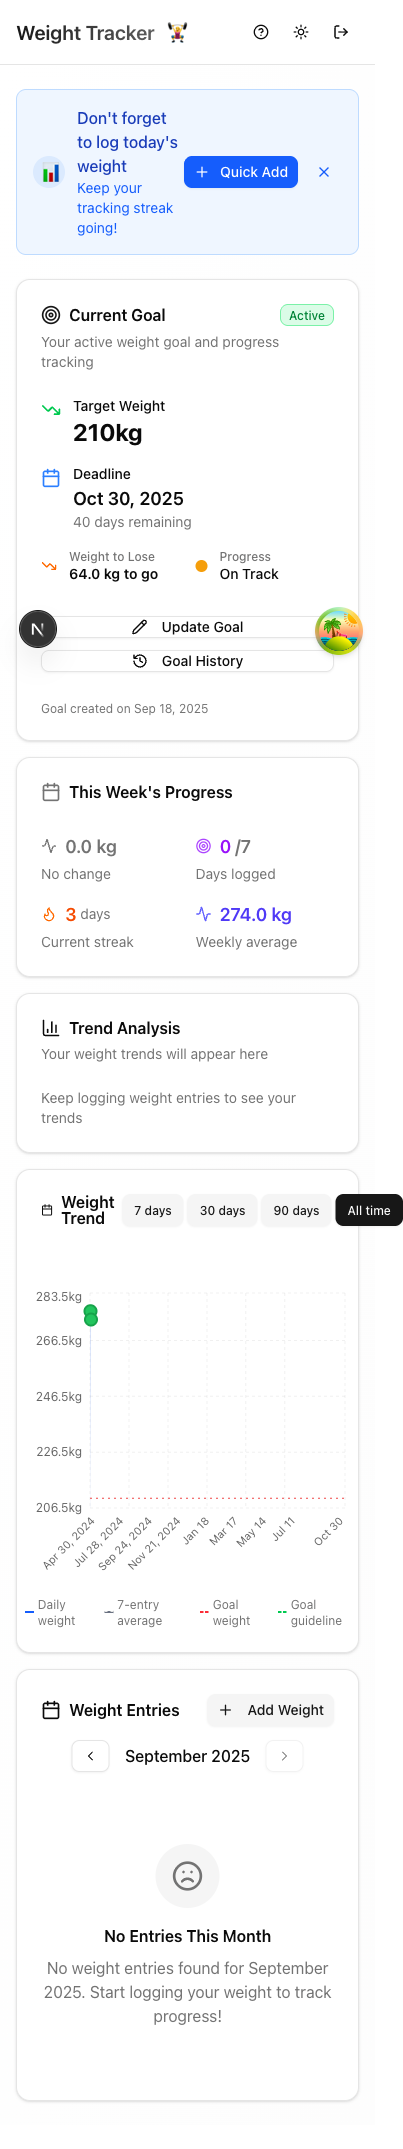 Weight Tracker
Don't forget
to log today's
weight
Keep your
tracking streak
going!
Quick Add
Current Goal
Active
Your active weight goal and progress
tracking
Target Weight
210kg
Deadline
Oct 30, 2025
40 days remaining
Weight to Lose
64.0 kg to go
Progress
On Track
N
Update Goal
Goal History
Goal created on Sep 18, 2025
This Week's Progress
0.0 kg
No change
0 /7
Days logged
3 days
Current streak
274.0 kg
Weekly average
Trend Analysis
Your weight trends will appear here
Keep logging weight entries to see your
trends
Weight
Trend
7 days
30 days
90 days
All time
283.5kg
266.5kg
246.5kg
226.5kg
206.5kg
Apr 30, 2024
Jul 28, 2024
Sep 24, 2024
Nov 21, 2024
Jan 18
Mar 17
May 14
Jul 11
Oct 30
Daily
weight
7-entry
average
Goal
weight
Goal
guideline
Weight Entries
Add Weight
September 2025
No Entries This Month
No weight entries found for September
2025. Start logging your weight to track
progress!